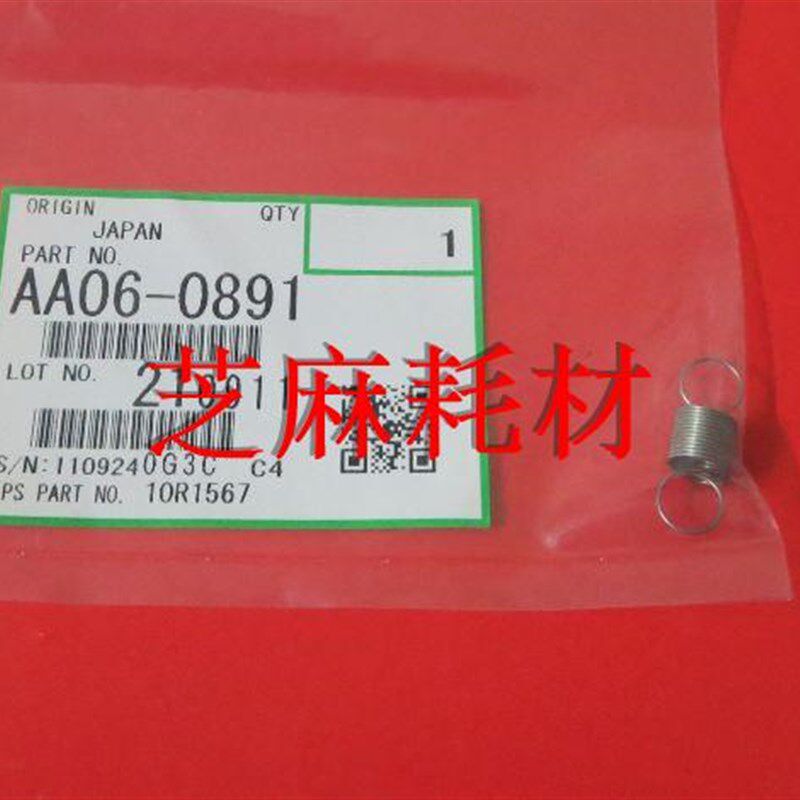 ORIGIN
JAPAN
QTY
1
PART NO.
AA06-0891
LOT NO.
芝麻耗材
S/N:1109240G3C C4
PS PART NO. 10R1567